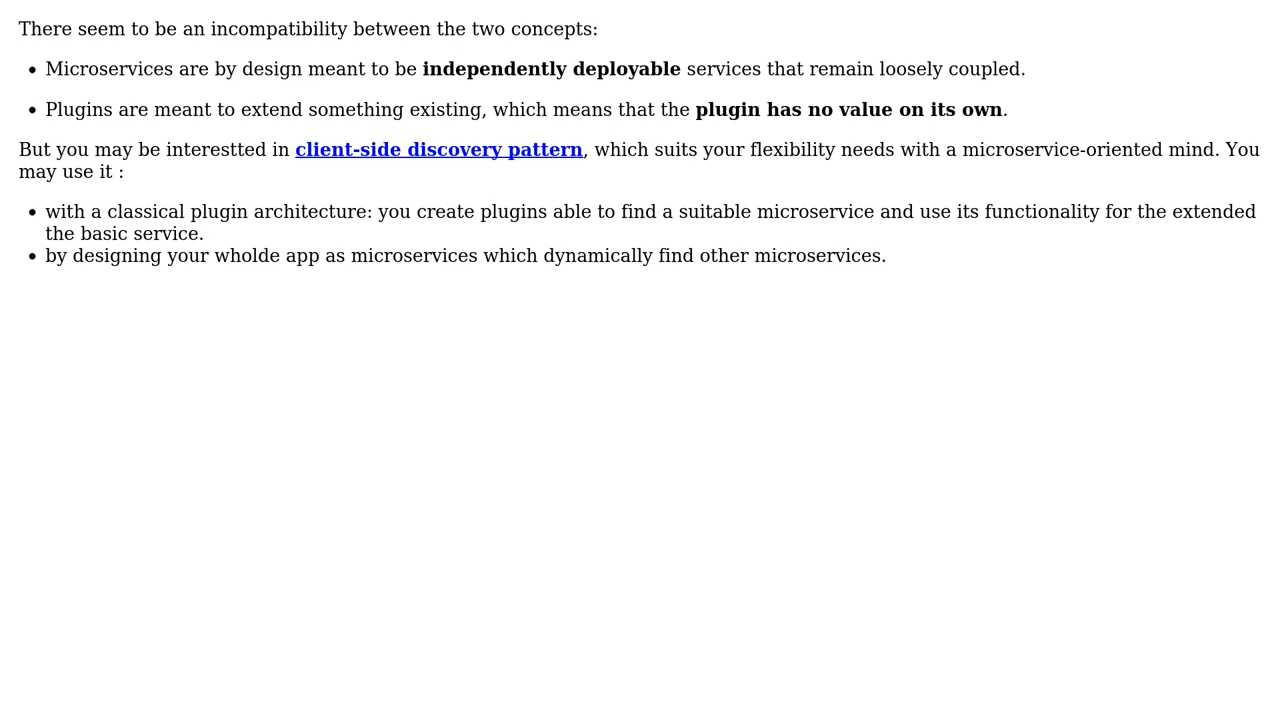 There seem to be an incompatibility between the two concepts:
• Microservices are by design meant to be independently deployable services that remain loosely coupled.
• Plugins are meant to extend something existing, which means that the plugin has no value on its own.
But you may be interestted in client-side discovery pattern, which suits your flexibility needs with a microservice-oriented mind. You
may use it :
• with a classical plugin architecture: you create plugins able to find a suitable microservice and use its functionality for the extended
the basic service.
• by designing your wholde app as microservices which dynamically find other microservices.